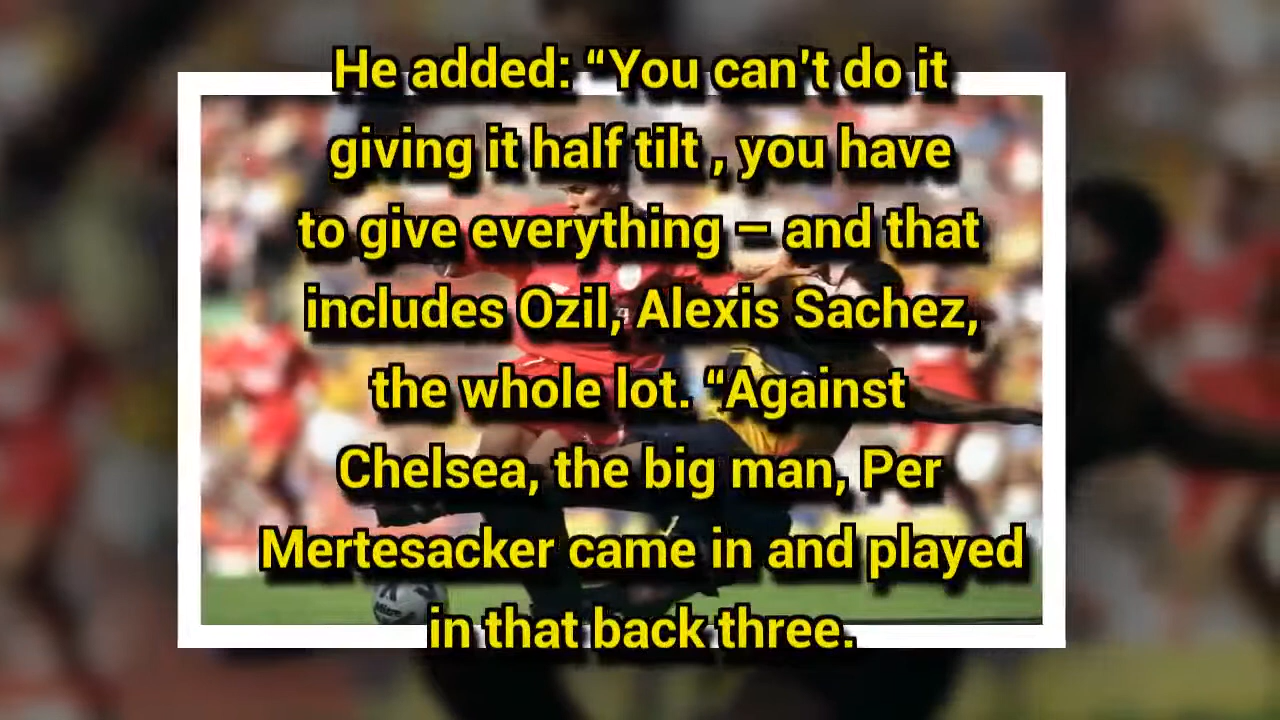 He added: “You can't do it
giving it half tilt , you have
to give everything – and that
includes Ozil, Alexis Sachez,
the whole lot. “Against
Chelsea, the big man, Per
Mertesacker came in and played
in that back three.